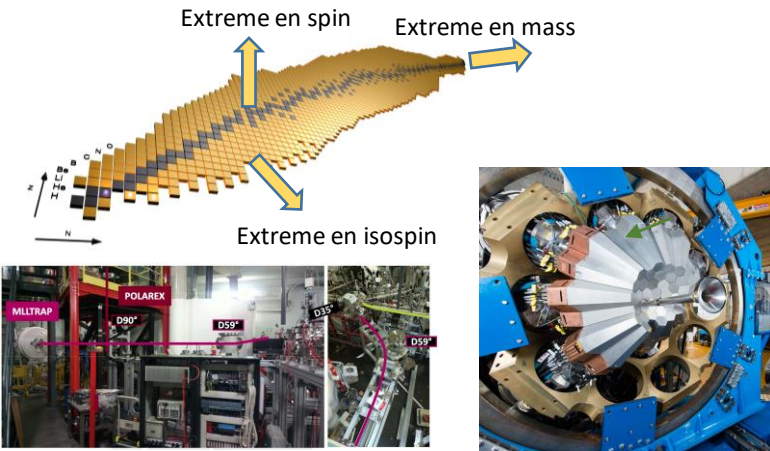 Extreme en spin
Extreme en mass
O
N
C
B
Be
Li
He
H
Z
N
Extreme en isospin
MLLTRAP
POLAREX
D90°
D59°
D35°
D59°